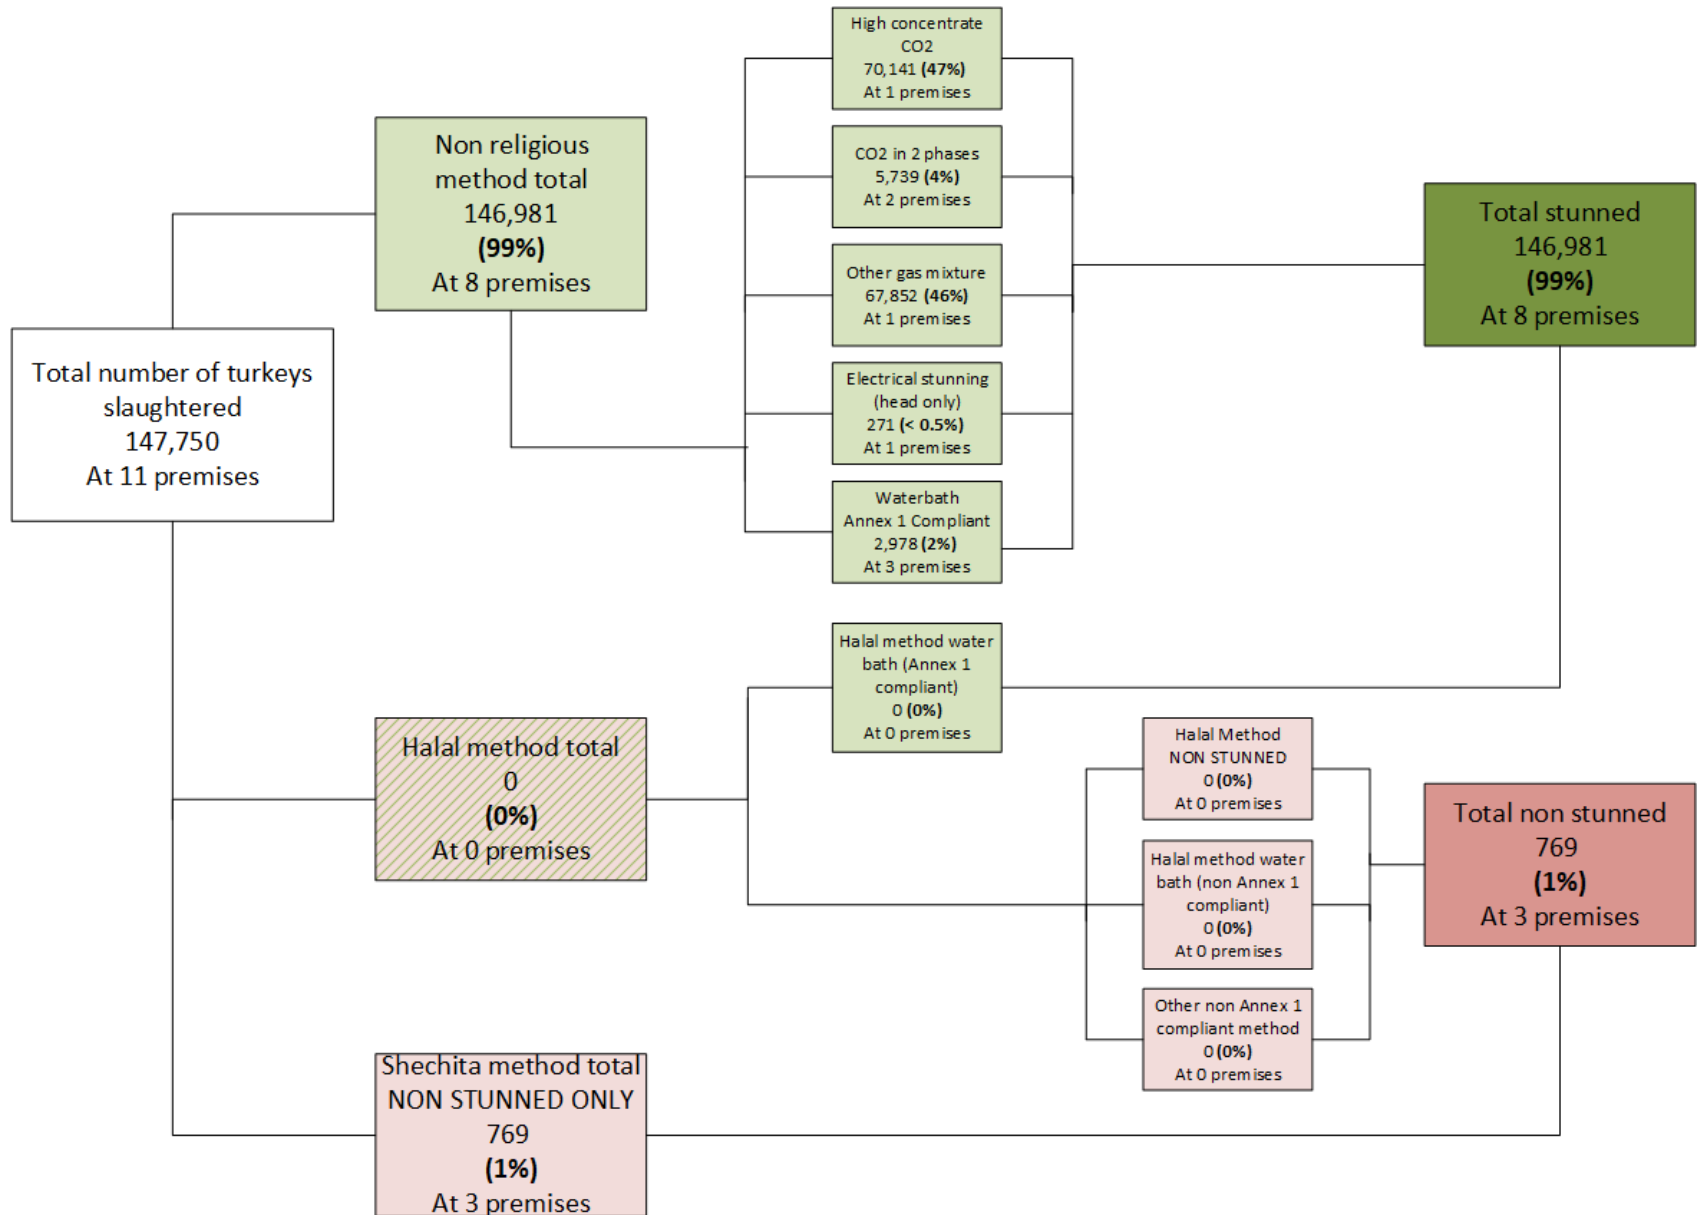 Total number of turkeys
slaughtered
147,750
At 11 premises
Non religious
method total
146,981
(99%)
At 8 premises
High concentrate
CO2
70,141 (47%)
At 1 premises
CO2 in 2 phases
5,739 (4%)
At 2 premises
Other gas mixture
67,852 (46%)
At 1 premises
Electrical stunning
(head only)
271 (< 0.5%)
At 1 premises
Waterbath
Annex 1 Compliant
2,978 (2%)
At 3 premises
Total stunned
146,981
(99%)
At 8 premises
Halal method total
0
(0%)
At 0 premises
Halal method water
bath (Annex 1
compliant)
0 (0%)
At 0 premises
Halal Method
NON STUNNED
0 (0%)
At 0 premises
Halal method water
bath (non Annex 1
compliant)
0 (0%)
At 0 premises
Other non Annex 1
compliant method
0 (0%)
At 0 premises
Total non stunned
769
(1%)
At 3 premises
Shechita method total
NON STUNNED ONLY
769
(1%)
At 3 premises